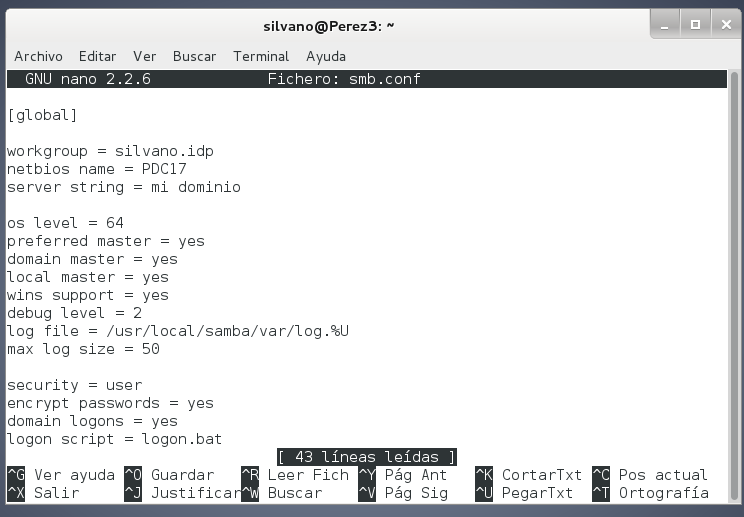 silvano@Perez3: ~
Archivo Editar Ver Buscar Terminal Ayuda
GNU nano 2.2.6 Fichero: smb.conf
[global]
workgroup = silvano.idp
netbios name = PDC17
server string = mi dominio
os level = 64
preferred master = yes
domain master = yes
local master = yes
wins support = yes
debug level = 2
log file = /usr/local/samba/var/log.%U
max log size = 50
security = user
encrypt passwords = yes
domain logons = yes
logon script = logon.bat
[ 43 líneas leídas ]
^G Ver ayuda ^O Guardar ^R Leer Fich ^Y Pág Ant ^K CortarTxt ^C Pos actual
^X Salir ^J Justificar ^W Buscar ^V Pág Sig ^U PegarTxt ^T Ortografía